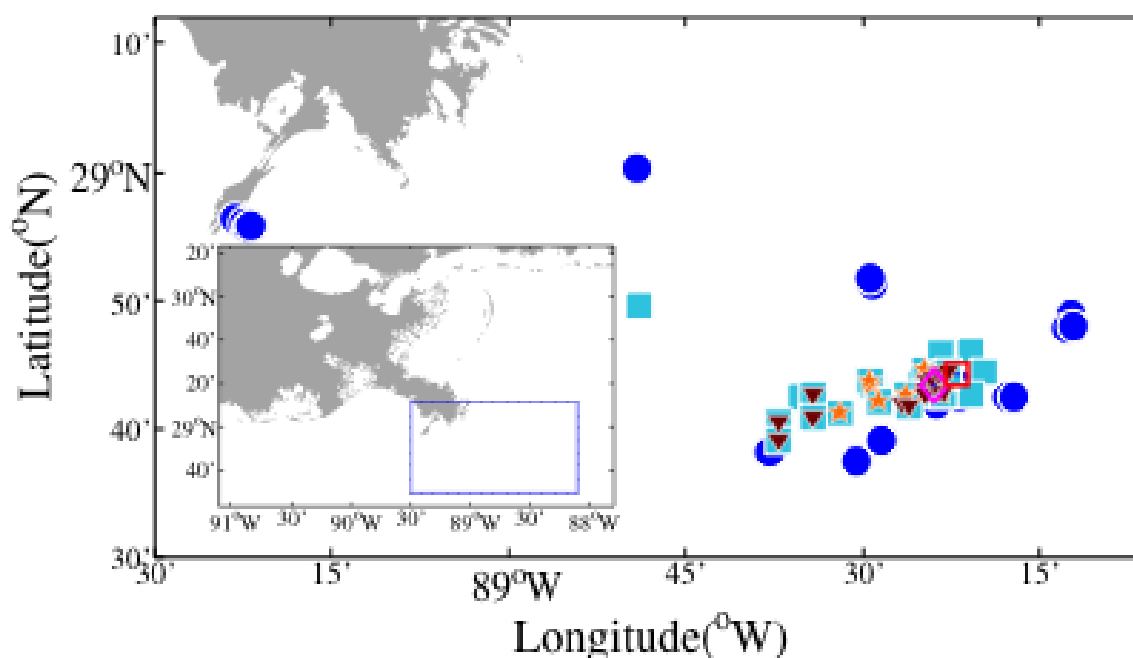 10'
29°N
50'
40'
30'
Latitude(°N)
20'
30°N
40'
20'
29°N
40'
91°W 30' 90°W 30' 89°W 30' 88°W
30' 15' 89°W 45' 30' 15'
Longitude(°W)